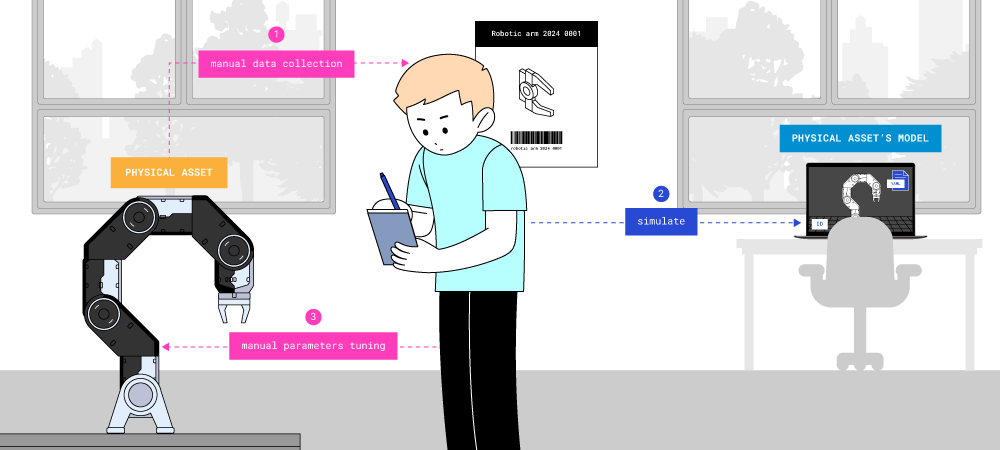 1
manual data collection
Robotic arm 2024 0001
robotic arm 2024 0001
PHYSICAL ASSET
PHYSICAL ASSET'S MODEL
2
simulate
3
manual parameters tuning